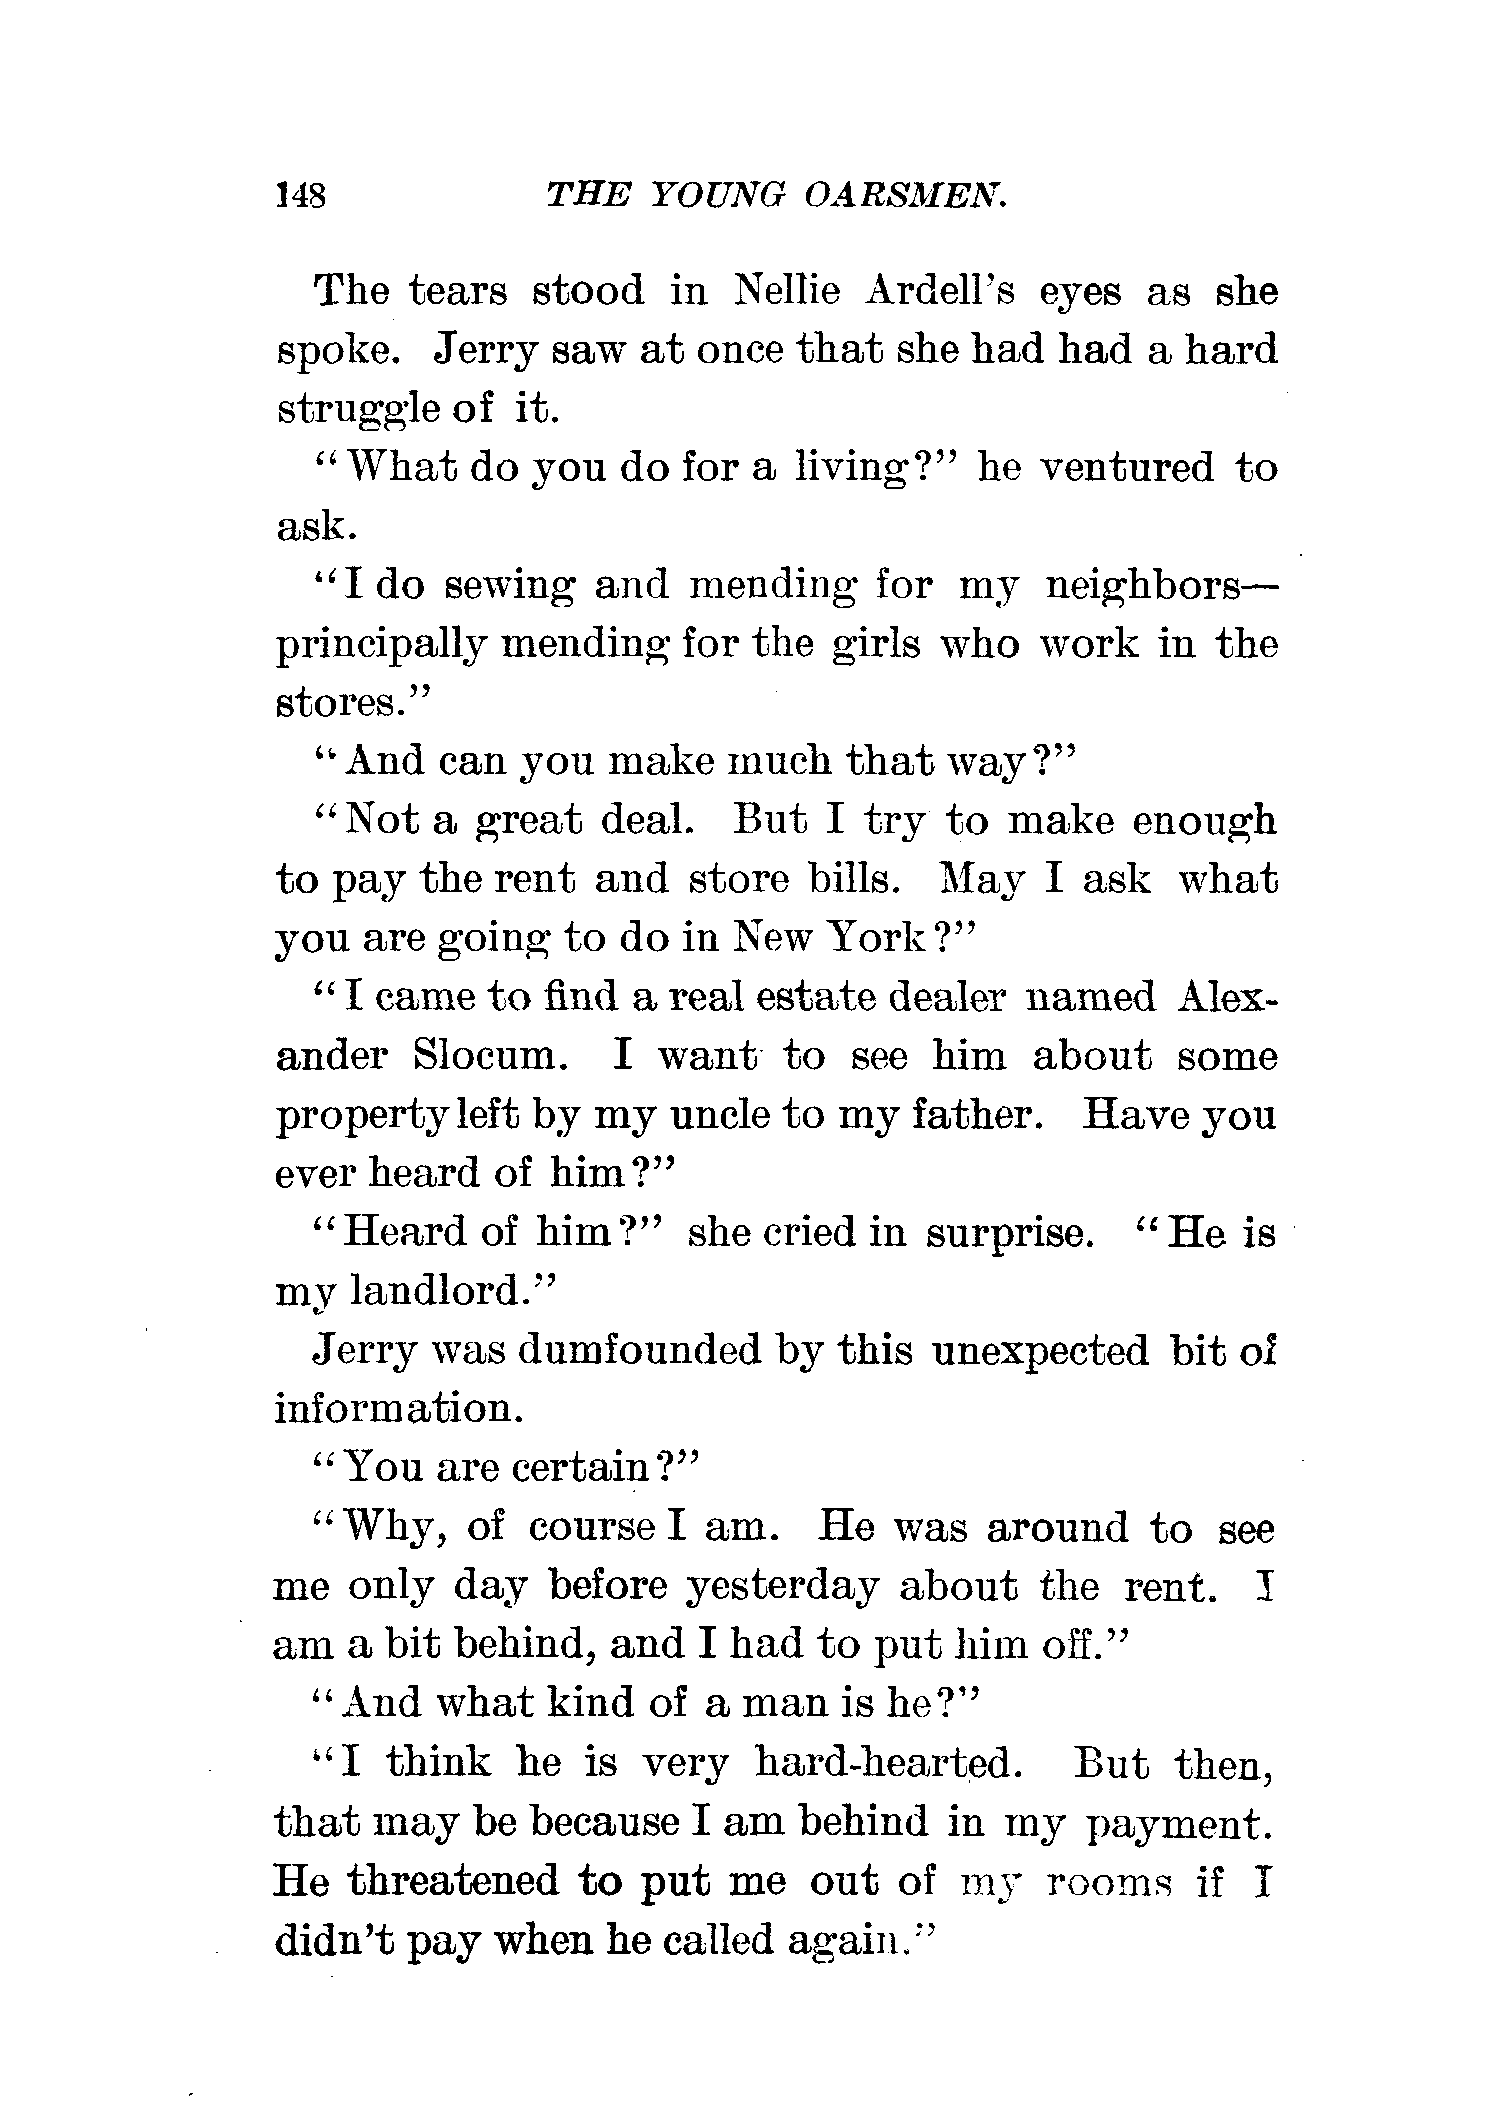 148 THE YOUNG OARSMEN.
The tears stood in Nellie Ardell's eyes as she
spoke. Jerry saw at once that she had had a hard
struggle of it.
"What do you do for a living?" he ventured to
ask.
"I do sewing and mending for my neighbors—
principally mending for the girls who work in the
stores."
"And can you make much that way?"
"Not a great deal. But I try to make enough
to pay the rent and store bills. May I ask what
you are going to do in New York?"
"I came to find a real estate dealer named Alex-
ander Slocum. I want to see him about some
property left by my uncle to my father. Have you
ever heard of him?"
"Heard of him?" she cried in surprise. "He is
my landlord."
Jerry was dumfounded by this unexpected bit of
information.
"You are certain?"
"Why, of course I am. He was around to see
me only day before yesterday about the rent. I
am a bit behind, and I had to put him off."
"And what kind of a man is he?"
"I think he is very hard-hearted. But then,
that may be because I am behind in my payment.
He threatened to put me out of my rooms if I
didn't pay when he called again."